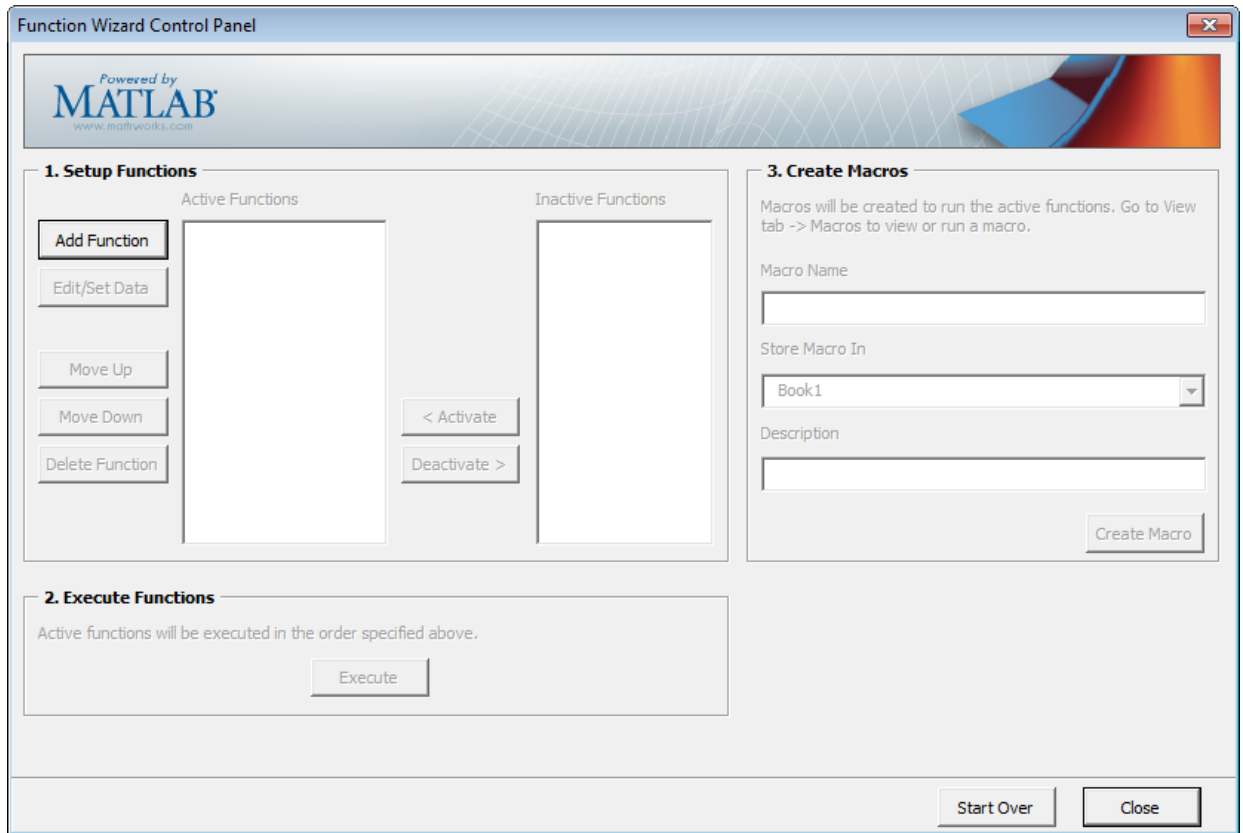 Function Wizard Control Panel
Powered by
MATLAB
www.mathworks.com
1. Setup Functions
Active Functions
Inactive Functions
Add Function
Edit/Set Data
Move Up
Move Down
Delete Function
< Activate
Deactivate >
2. Execute Functions
Active functions will be executed in the order specified above.
Execute
3. Create Macros
Macros will be created to run the active functions. Go to View
tab -> Macros to view or run a macro.
Macro Name
Store Macro In
Book1
Description
Create Macro
Start Over
Close